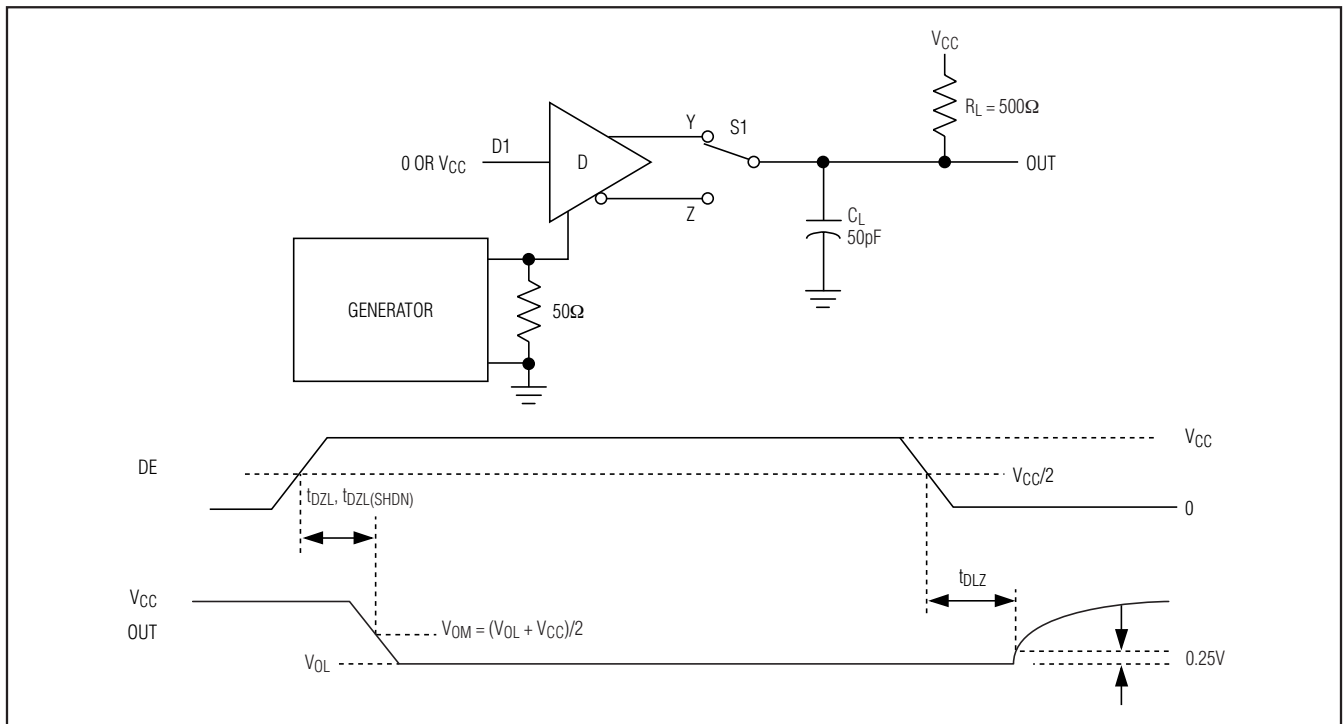 VCC
RL = 500Ω
Y
S1
D1
0 OR VCC
D
OUT
Z
CL
50pF
GENERATOR
50Ω
VCC
DE
VCC/2
tDZL, tDZL(SHDN)
0
tDLZ
VCC
OUT
VOM = (VOL + VCC)/2
VOL
0.25V